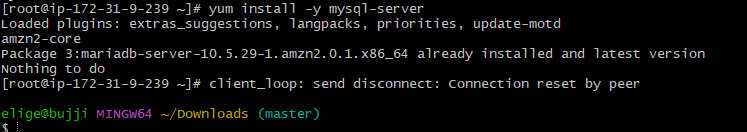 [root@ip-172-31-9-239 ~]# yum install -y mysql-server
Loaded plugins: extras_suggestions, langpacks, priorities, update-motd
amzn2-core
Package 3:mariadb-server-10.5.29-1.amzn2.0.1.x86_64 already installed and latest version
Nothing to do
[root@ip-172-31-9-239 ~]# client_loop: send disconnect: Connection reset by peer
elige@bujji MINGW64 ~/Downloads (master)
$